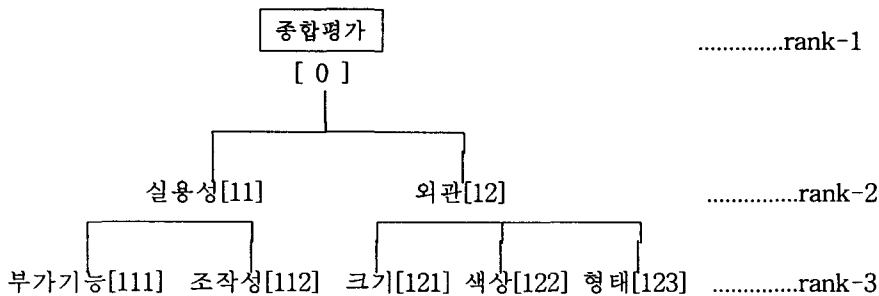 종합평가 ..............rank-1
[ 0 ]
실용성[11] 외관[12] ...............rank-2
부가기능[111] 조작성[112] 크기[121] 색상[122] 형태[123] ..............rank-3